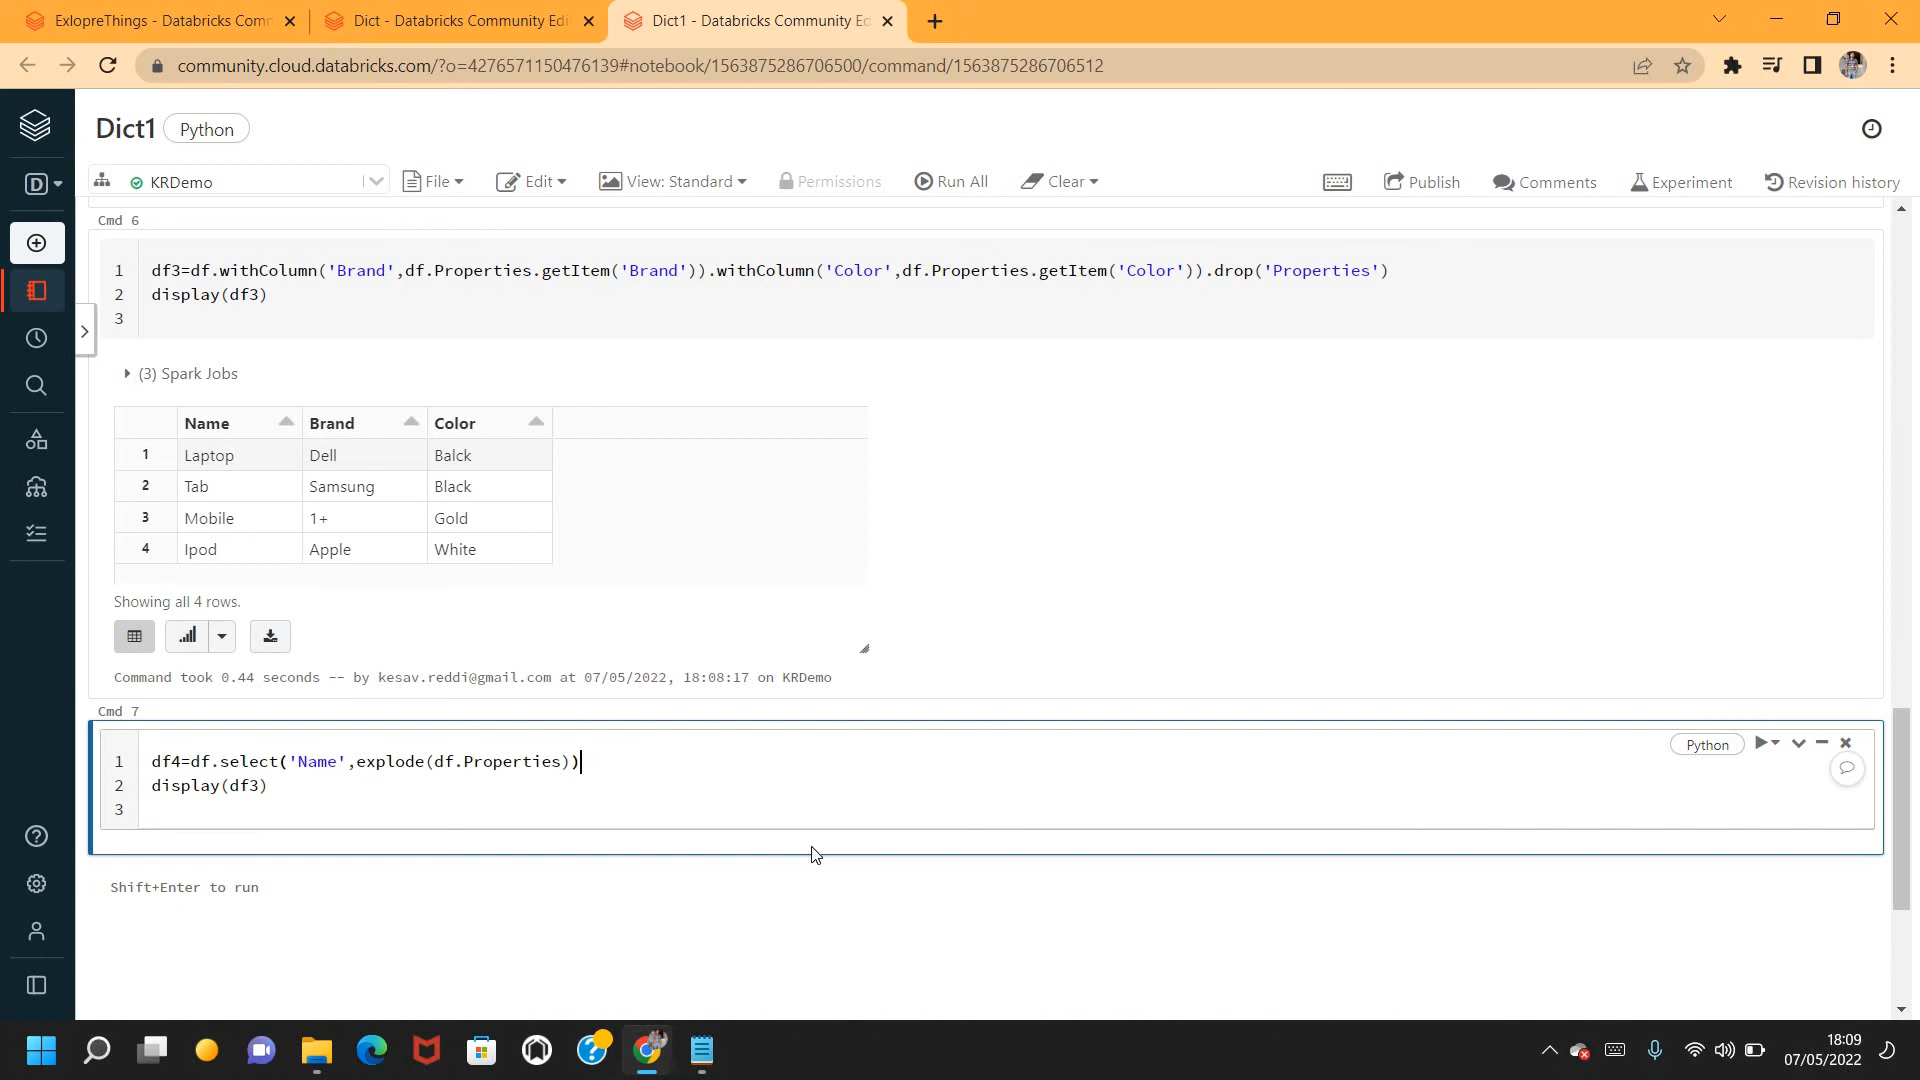 ExlopreThings - Databricks Comm
Dict - Databricks Community Edi
Dict1 - Databricks Community Ed
community.cloud.databricks.com/?o=4276571150476139#notebook/1563875286706500/command/1563875286706512
Dict1 Python
D KRDemo File Edit View: Standard Permissions Run All Clear Publish Comments Experiment Revision history
Cmd 6
1 df3=df.withColumn('Brand',df.Properties.getItem('Brand')).withColumn('Color',df.Properties.getItem('Color')).drop('Properties')
2 display(df3)
3
(3) Spark Jobs
Name Brand Color
1 Laptop Dell Balck
2 Tab Samsung Black
3 Mobile 1+ Gold
4 Ipod Apple White
Showing all 4 rows.
Command took 0.44 seconds -- by kesav.reddi@gmail.com at 07/05/2022, 18:08:17 on KRDemo
Cmd 7
Python
1 df4=df.select('Name',explode(df.Properties))
2 display(df3)
3
Shift+Enter to run
18:09
07/05/2022